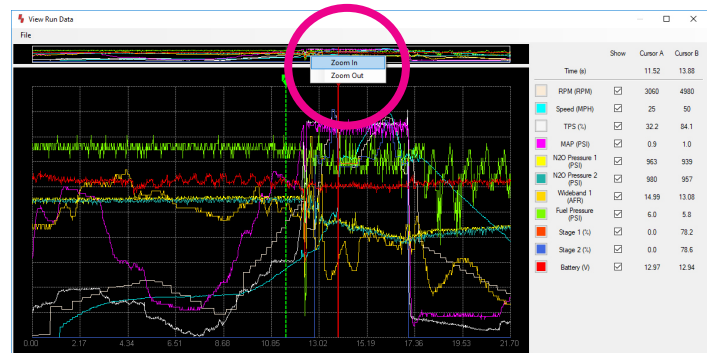 View Run Data
File
Zoom In
Zoom Out
Show Cursor A Cursor B
Time (s) 11.52 13.88
RPM (RPM) 3060 4980
Speed (MPH) 25 50
TPS (%) 32.2 84.1
MAP (PSI) 0.9 1.0
N2O Pressure 1
(PSI) 963 939
N2O Pressure 2
(PSI) 980 957
Wideband 1
(AFR) 14.99 13.08
Fuel Pressure
(PSI) 6.0 5.8
Stage 1 (%) 0.0 78.2
Stage 2 (%) 0.0 78.6
Battery (V) 12.97 12.94
0.00 2.17 4.34 6.51 8.68 10.85 13.02 15.19 17.36 19.53 21.70